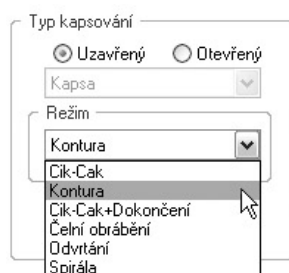 Typ kapsování
Uzavřený Otevřený
Kapsa
Režim
Kontura
Cik-Cak
Kontura
Cik-Cak+Dokončení
Čelní obrábění
Odvrtání
Spirála